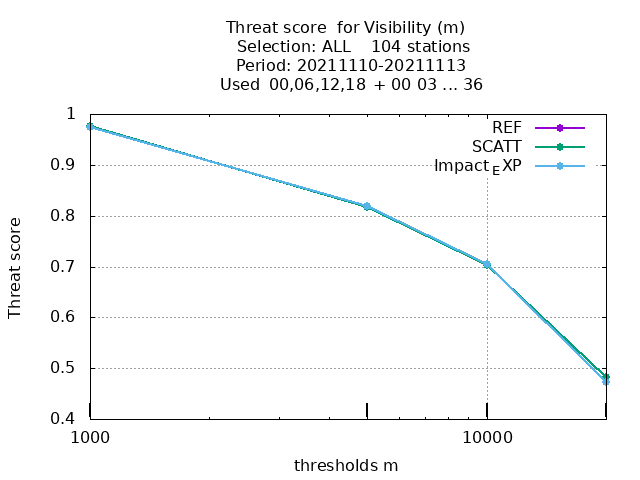 Threat score for Visibility (m)
Selection: ALL 104 stations
Period: 20211110-20211113
Used 00,06,12,18 + 00 03 ... 36
1
0.9
0.8
0.7
0.6
0.5
0.4
Threat score
REF
SCATT
Impact_EXP
1000
10000
thresholds m